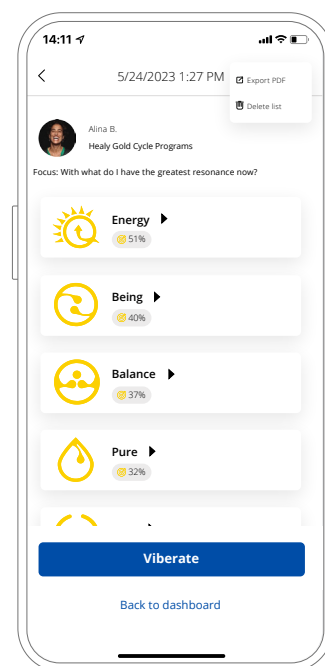 14:11
5/24/2023 1:27 PM
Export PDF
Delete list
Alina B.
Healy Gold Cycle Programs
Focus: With what do I have the greatest resonance now?
Energy
51%
Being
40%
Balance
37%
Pure
32%
Viberate
Back to dashboard